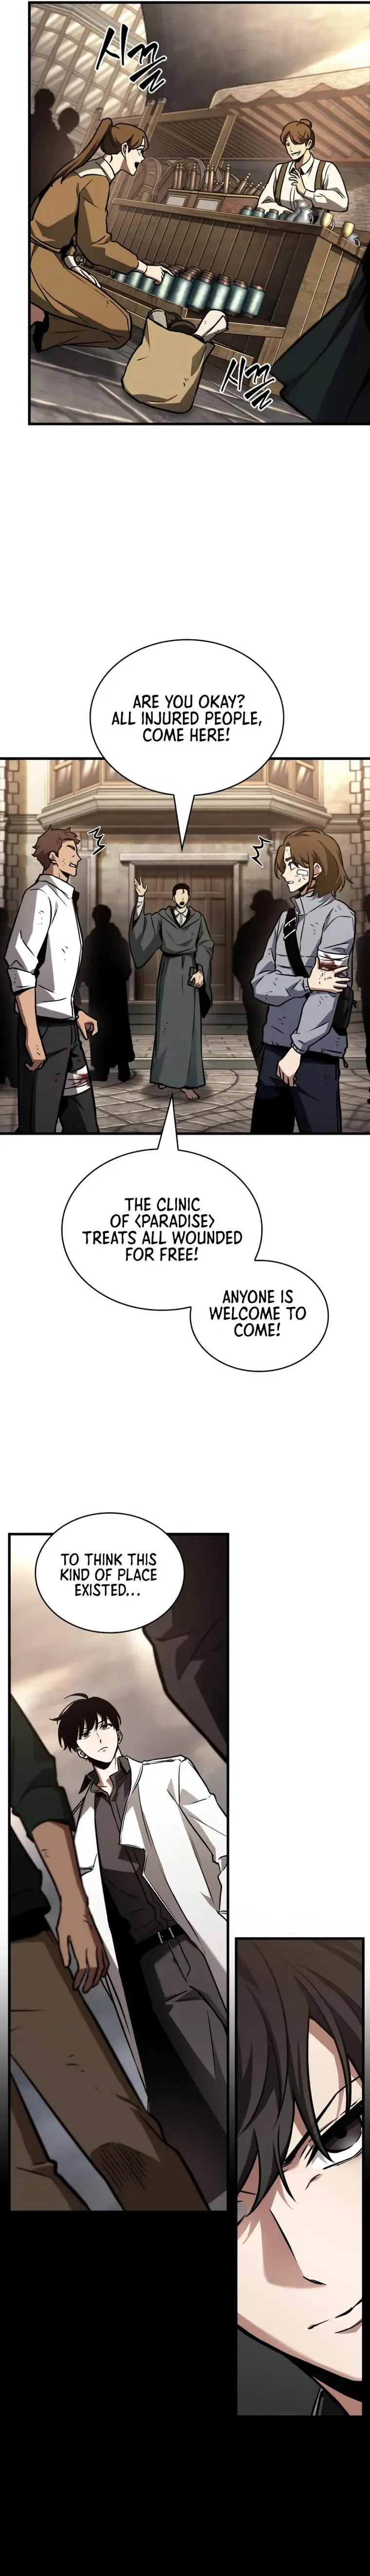 시끌
시끌
ARE YOU OKAY?
ALL INJURED PEOPLE,
COME HERE!
THE CLINIC
OF <PARADISE>
TREATS ALL WOUNDED
FOR FREE!
ANYONE IS
WELCOME TO
COME!
TO THINK THIS
KIND OF PLACE
EXISTED...